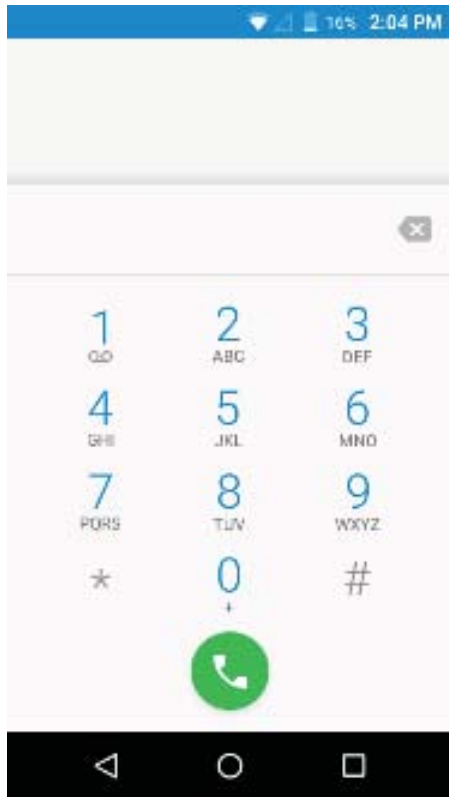 16% 2:04 PM
1 2 3
ABC DEF
4 5 6
GHI JKL MNO
7 8 9
PQRS TUV WXYZ
* 0 #
+